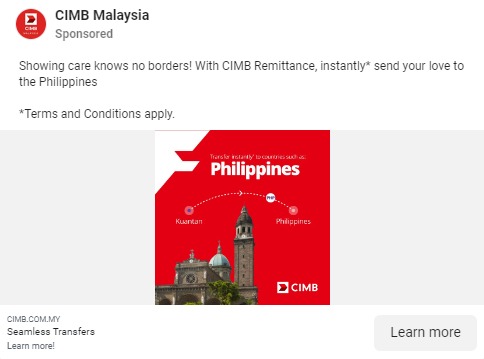 CIMB
CIMB Malaysia
Sponsored
Showing care knows no borders! With CIMB Remittance, instantly* send your love to
the Philippines
*Terms and Conditions apply.
Transfer instantly* to countries such as:
Philippines
PHP
Kuantan
Philippines
CIMB
CIMB.COM.MY
Seamless Transfers
Learn more!
Learn more